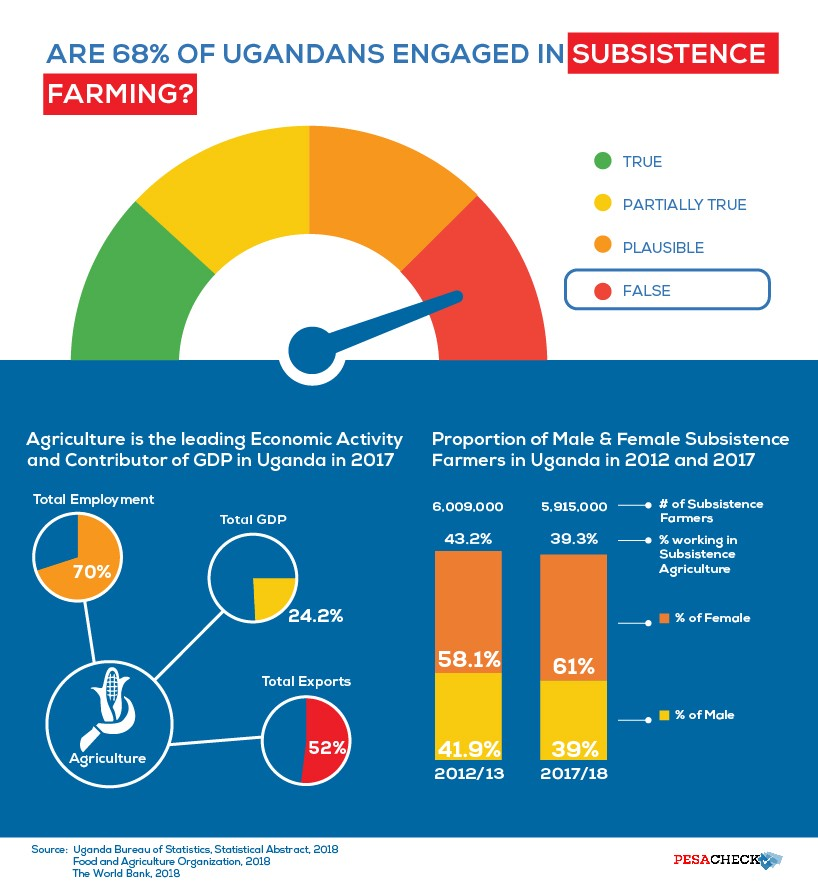 ARE 68% OF UGANDANS ENGAGED IN SUBSISTENCE
FARMING?
TRUE
PARTIALLY TRUE
PLAUSIBLE
FALSE
Agriculture is the leading Economic Activity
and Contributor of GDP in Uganda in 2017
Total Employment
70%
Total GDP
24.2%
Total Exports
52%
Agriculture
Proportion of Male & Female Subsistence
Farmers in Uganda in 2012 and 2017
6,009,000
5,915,000
# of Subsistence
Farmers
43.2%
39.3%
% working in
Subsistence
Agriculture
% of Female
58.1%
61%
% of Male
41.9%
39%
2012/13
2017/18
Source: Uganda Bureau of Statistics, Statistical Abstract, 2018
Food and Agriculture Organization, 2018
The World Bank, 2018
PESACHECK